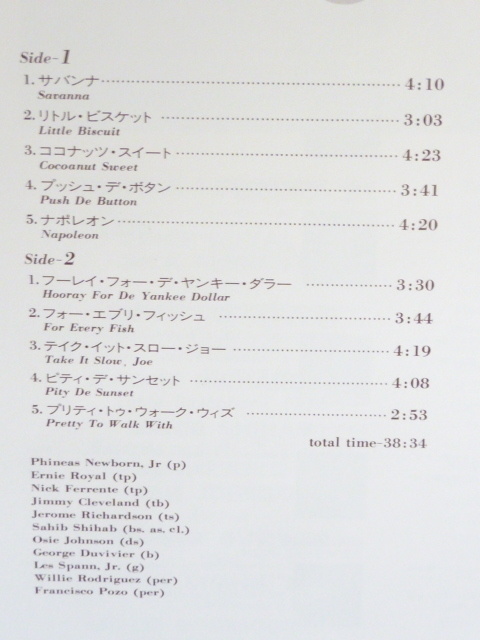 Side-1
1. サバンナ 4:10
Savanna
2. リトル・ビスケット 3:03
Little Biscuit
3. ココナッツ・スイート 4:23
Cocoanut Sweet
4. プッシュ・デ・ボタン 3:41
Push De Button
5. ナポレオン 4:20
Napoleon
Side-2
1. フーレイ・フォー・デ・ヤンキー・ダラー 3:30
Hooray For De Yankee Dollar
2. フォー・エブリ・フィッシュ 3:44
For Every Fish
3. テイク・イット・スロー・ジョー 4:19
Take It Slow, Joe
4. ピティ・デ・サンセット 4:08
Pity De Sunset
5. プリティ・トゥ・ウォーク・ウィズ 2:53
Pretty To Walk With
total time-38:34
Phineas Newborn, Jr (p)
Ernie Royal (tp)
Nick Ferrente (tp)
Jimmy Cleveland (tb)
Jerome Richardson (ts)
Sahib Shihab (bs. as. cl.)
Osie Johnson (ds)
George Duvivier (b)
Les Spann, Jr. (g)
Willie Rodriguez (per)
Francisco Pozo (per)